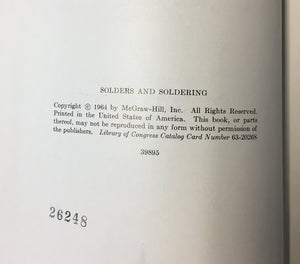 SOLDERS AND SOLDERING
Copyright © 1964 by McGraw-Hill, Inc. All Rights Reserved.
Printed in the United States of America. This book, or parts
thereof, may not be reproduced in any form without permission of
the publishers. Library of Congress Catalog Card Number 63-20268
39895
26248